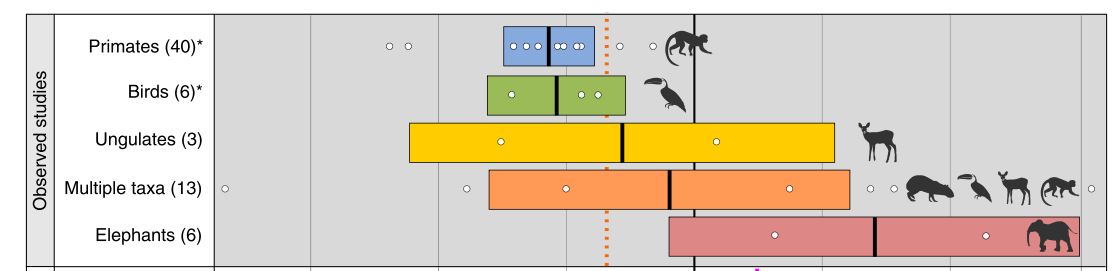 Observed studies
Primates (40)*
Birds (6)*
Ungulates (3)
Multiple taxa (13)
Elephants (6)